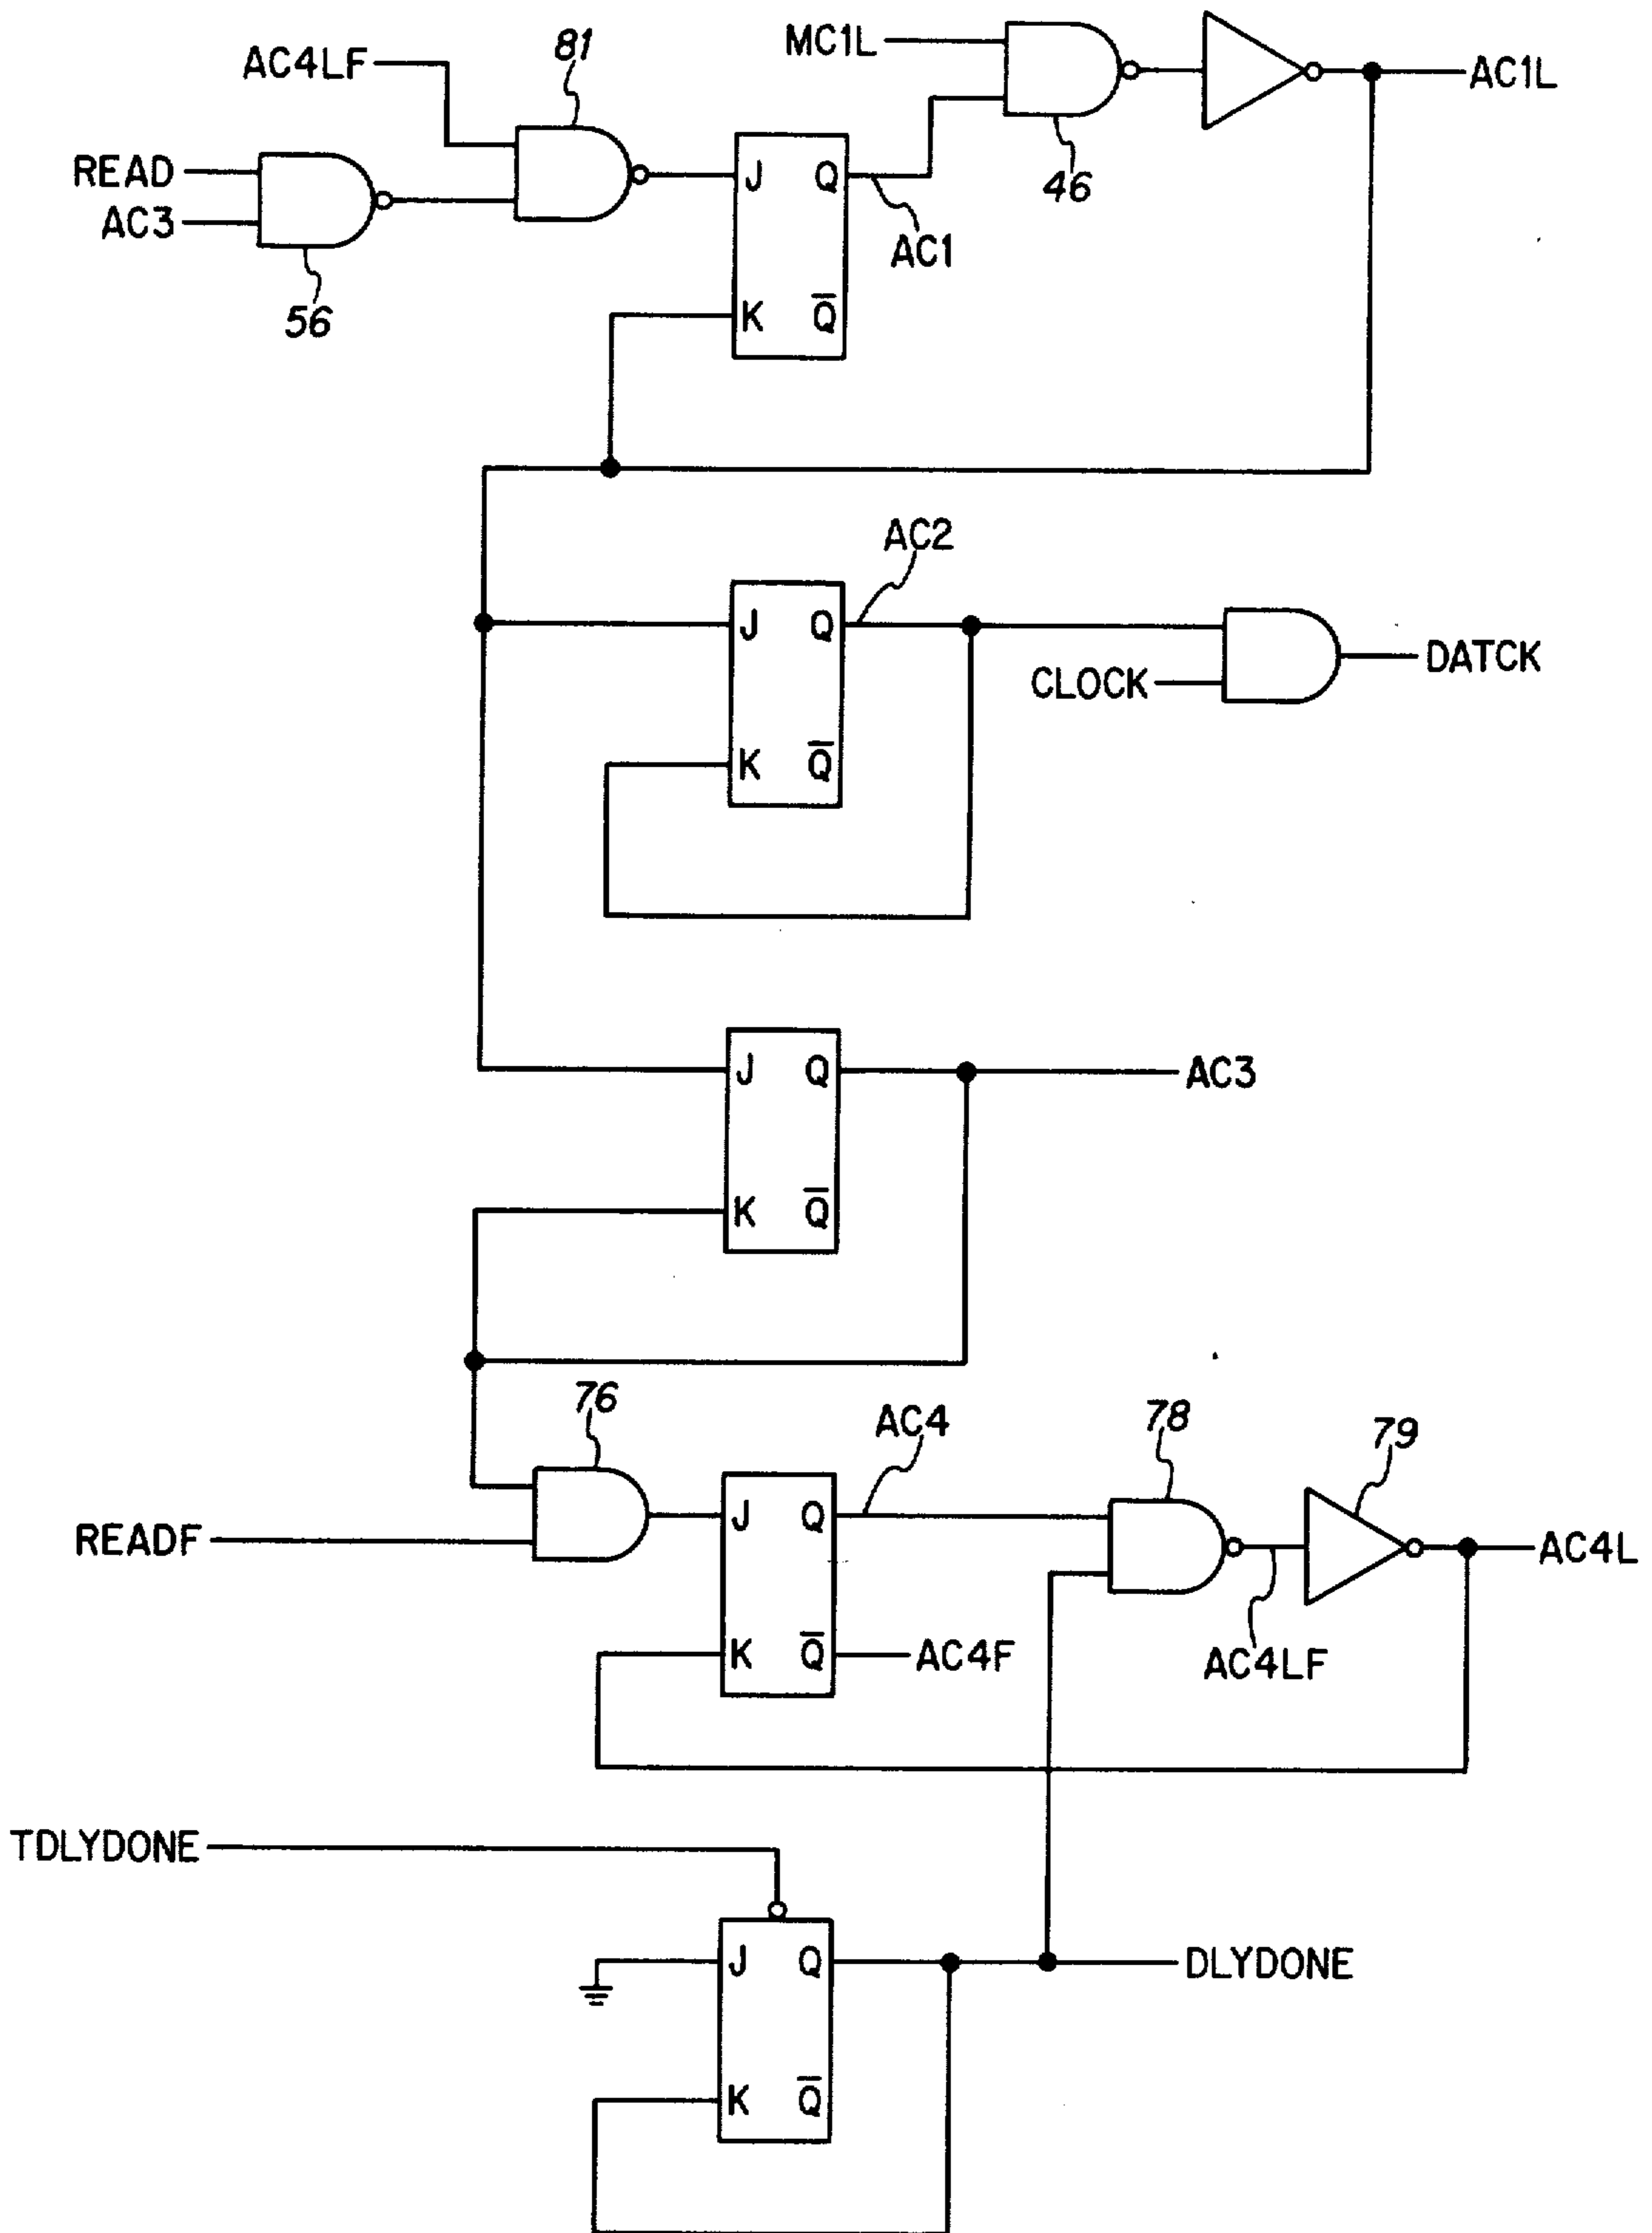 81
MC1L
AC4LF
AC1L
READ
J Q
46
AC3
AC1
56
K Q̅
AC2
J Q
CLOCK
DATCK
K Q̅
J Q
AC3
K Q̅
76
AC4
78
79
J Q
READF
AC4L
K Q̅
AC4F
AC4LF
TDLYDONE
J Q
DLYDONE
K Q̅